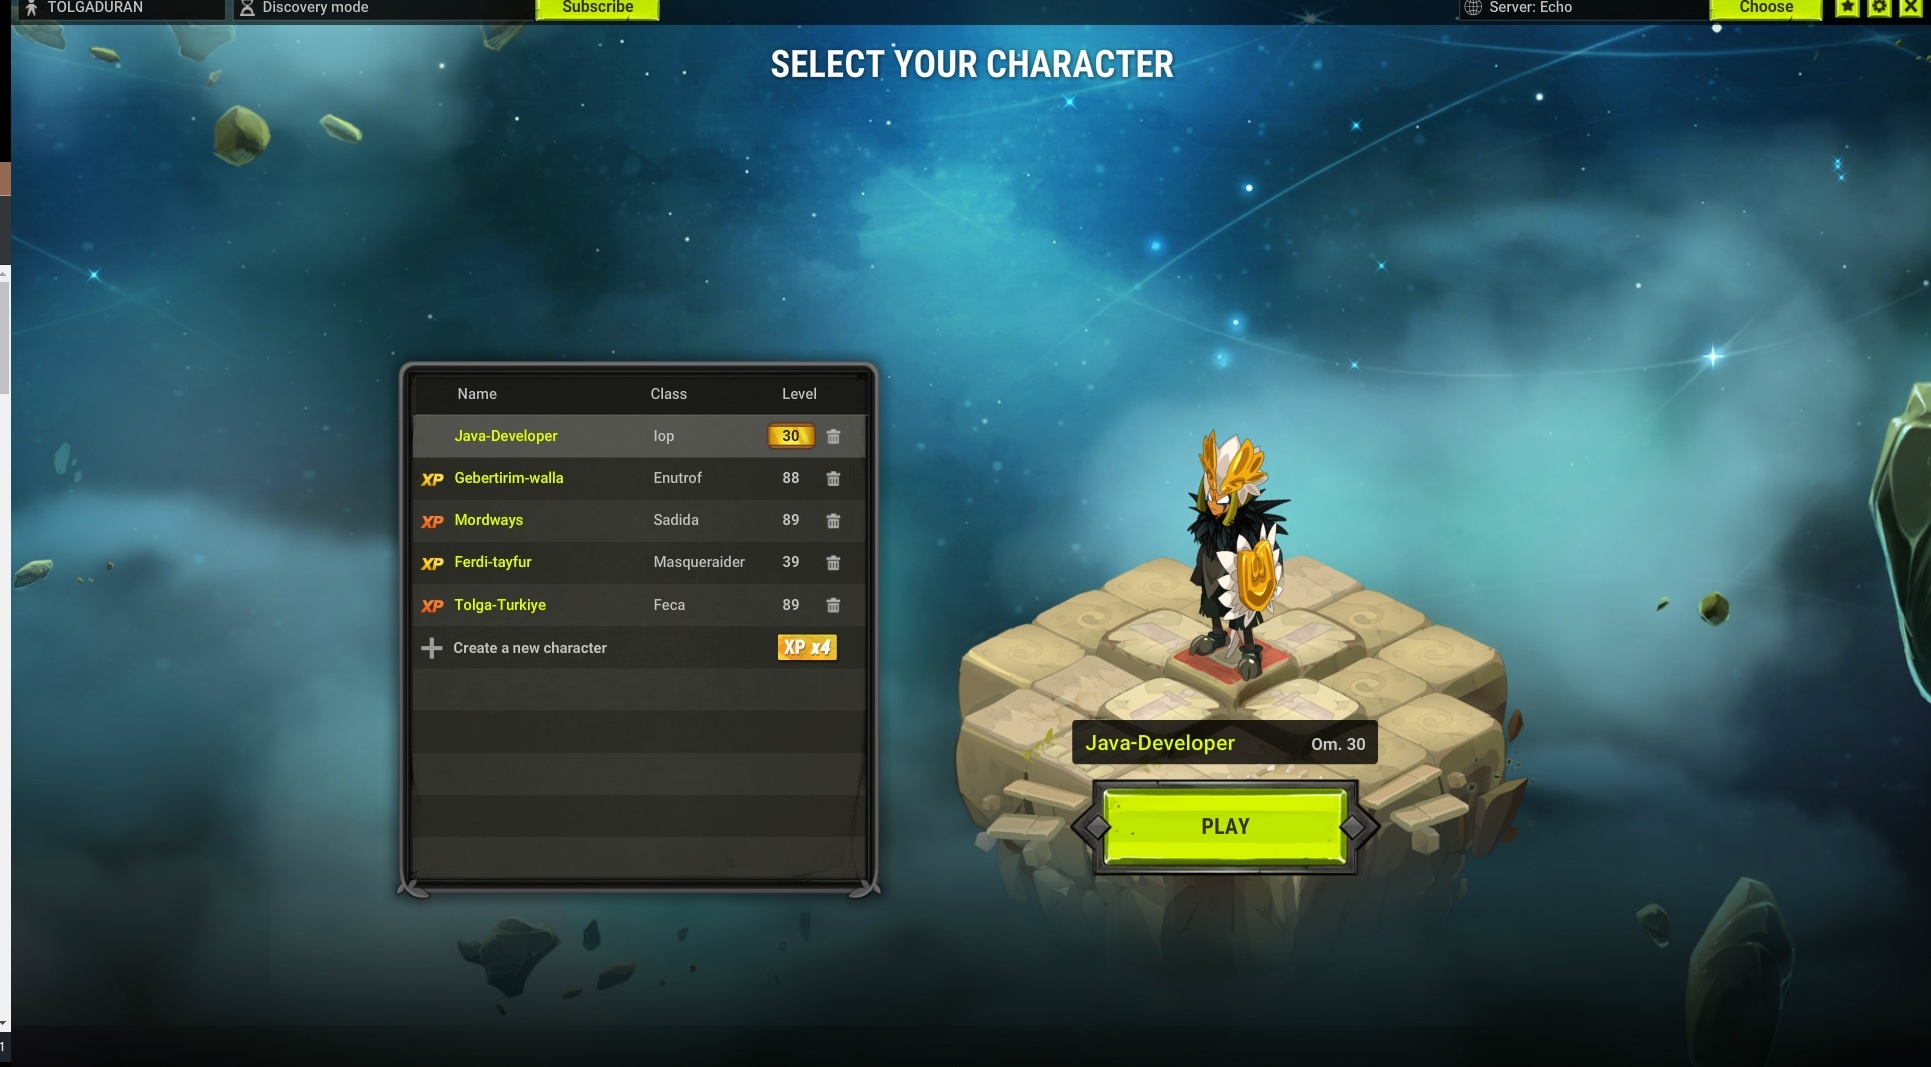 TOLGADURAN
Discovery mode
Subscribe
Server: Echo
Choose
SELECT YOUR CHARACTER
Name Class Level
Java-Developer Iop 30
XP Gebertirim-walla Enutrof 88
XP Mordways Sadida 89
XP Ferdi-tayfur Masqueraider 39
XP Tolga-Turkiye Feca 89
Create a new character XP x4
Java-Developer Om. 30
PLAY
1